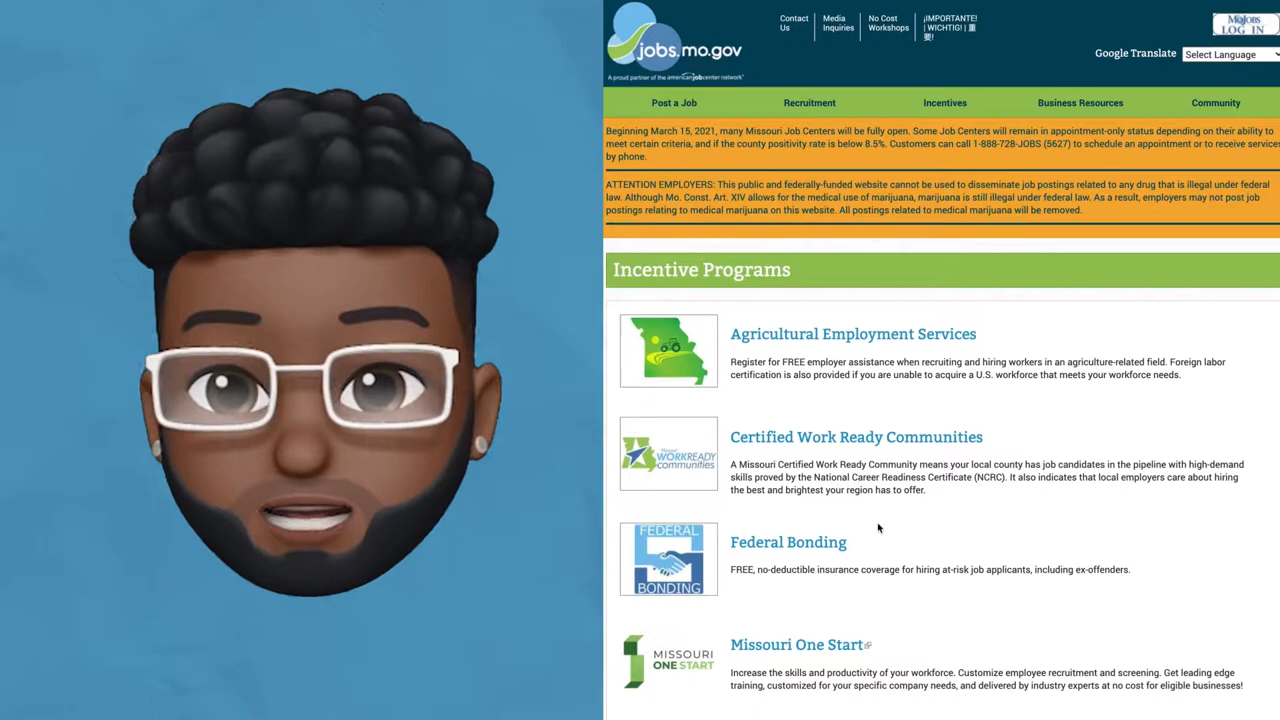 Contact
Us
Media
Inquiries
No Cost
Workshops
¡IMPORTANTE!
| WICHTIG! | 重
要!
MoJobs
LOG IN
jobs.mo.gov
A proud partner of the americanjobcenter network
Google Translate
Select Language
Post a Job
Recruitment
Incentives
Business Resources
Community
Beginning March 15, 2021, many Missouri Job Centers will be fully open. Some Job Centers will remain in appointment-only status depending on their ability to
meet certain criteria, and if the county positivity rate is below 8.5%. Customers can call 1-888-728-JOBS (5627) to schedule an appointment or to receive services
by phone.
ATTENTION EMPLOYERS: This public and federally-funded website cannot be used to disseminate job postings related to any drug that is illegal under federal
law. Although Mo. Const. Art. XIV allows for the medical use of marijuana, marijuana is still illegal under federal law. As a result, employers may not post job
postings relating to medical marijuana on this website. All postings related to medical marijuana will be removed.
Incentive Programs
Agricultural Employment Services
Register for FREE employer assistance when recruiting and hiring workers in an agriculture-related field. Foreign labor
certification is also provided if you are unable to acquire a U.S. workforce that meets your workforce needs.
Missouri
WORKREADY
communities
Certified Work Ready Communities
A Missouri Certified Work Ready Community means your local county has job candidates in the pipeline with high-demand
skills proved by the National Career Readiness Certificate (NCRC). It also indicates that local employers care about hiring
the best and brightest your region has to offer.
FEDERAL
BONDING
Federal Bonding
FREE, no-deductible insurance coverage for hiring at-risk job applicants, including ex-offenders.
MISSOURI
ONE START
Missouri One Start
Increase the skills and productivity of your workforce. Customize employee recruitment and screening. Get leading edge
training, customized for your specific company needs, and delivered by industry experts at no cost for eligible businesses!